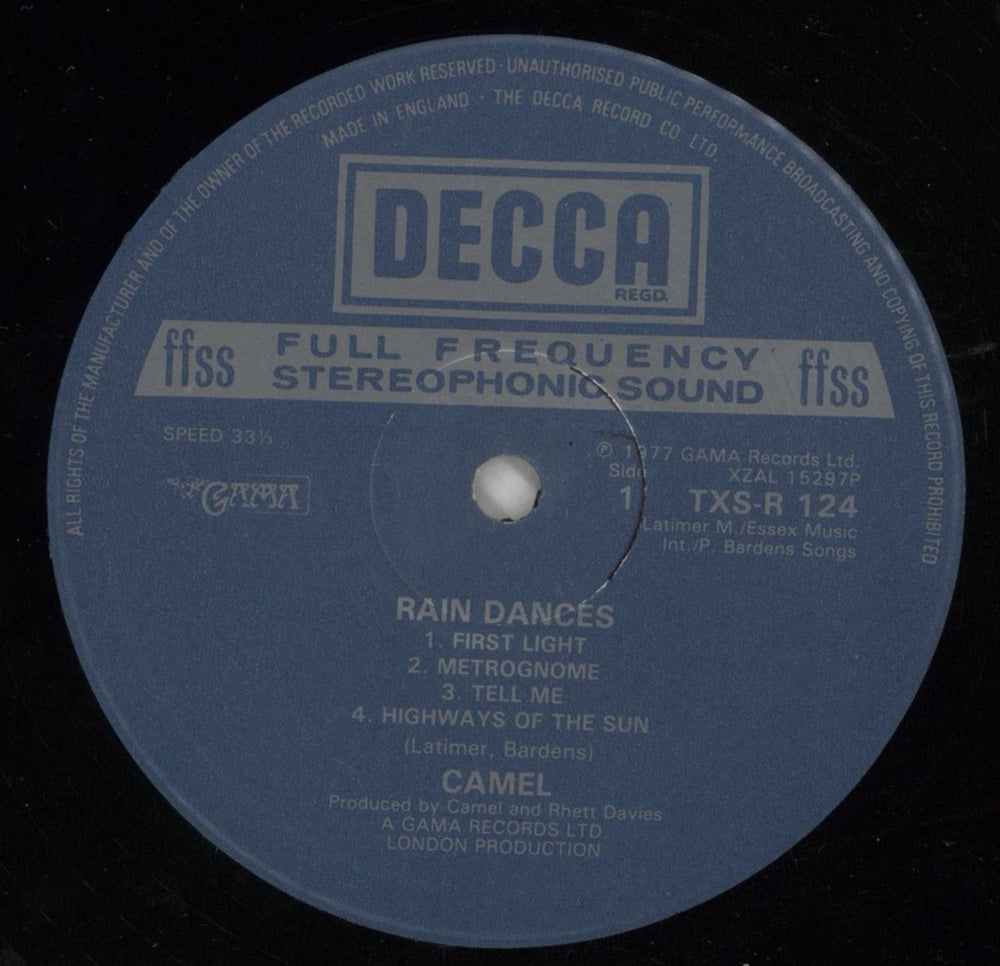 ALL RIGHTS OF THE MANUFACTURER AND OF THE OWNER OF THE RECORDED WORK RESERVED · UNAUTHORISED PUBLIC PERFORMANCE BROADCASTING AND COPYING OF THIS RECORD PROHIBITED
MADE IN ENGLAND · THE DECCA RECORD CO LTD.
DECCA
REGD.
ffss FULL FREQUENCY ffss
STEREOPHONIC SOUND
SPEED 33⅓
GAMA
℗ 1977 GAMA Records Ltd.
Side XZAL 15297P
1 TXS-R 124
Latimer M./Essex Music
Int./P. Bardens Songs
RAIN DANCES
1. FIRST LIGHT
2. METROGNOME
3. TELL ME
4. HIGHWAYS OF THE SUN
(Latimer, Bardens)
CAMEL
Produced by Camel and Rhett Davies
A GAMA RECORDS LTD
LONDON PRODUCTION